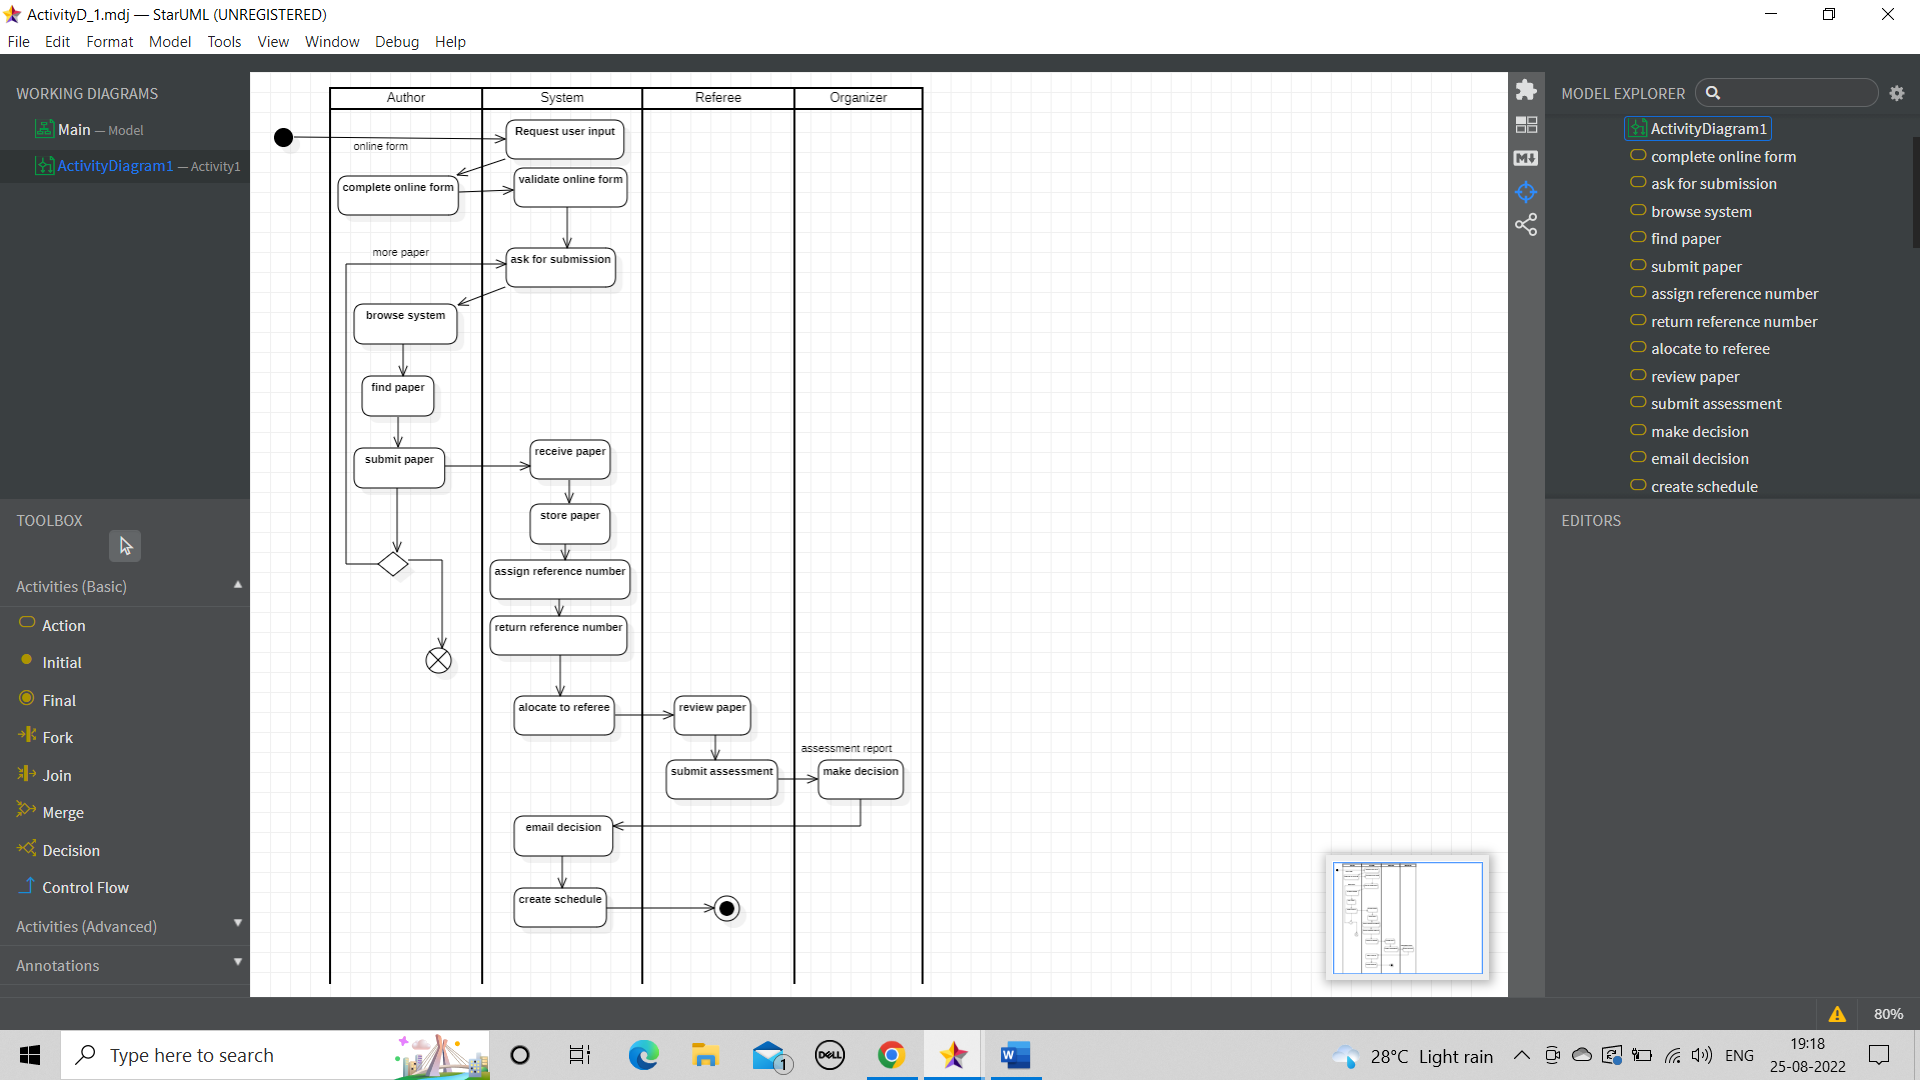 ActivityD_1.mdj — StarUML (UNREGISTERED)
File Edit Format Model Tools View Window Debug Help
WORKING DIAGRAMS
Main — Model
ActivityDiagram1 — Activity1
TOOLBOX
Activities (Basic)
Action
Initial
Final
Fork
Join
Merge
Decision
Control Flow
Activities (Advanced)
Annotations
Author System Referee Organizer
Request user input
online form
complete online form
validate online form
more paper
ask for submission
browse system
find paper
submit paper
receive paper
store paper
assign reference number
return reference number
alocate to referee
review paper
assessment report
submit assessment
make decision
email decision
create schedule
MODEL EXPLORER
ActivityDiagram1
complete online form
ask for submission
browse system
find paper
submit paper
assign reference number
return reference number
alocate to referee
review paper
submit assessment
make decision
email decision
create schedule
EDITORS
80%
Type here to search
1
DELL
W
28°C Light rain
ENG
19:18
25-08-2022